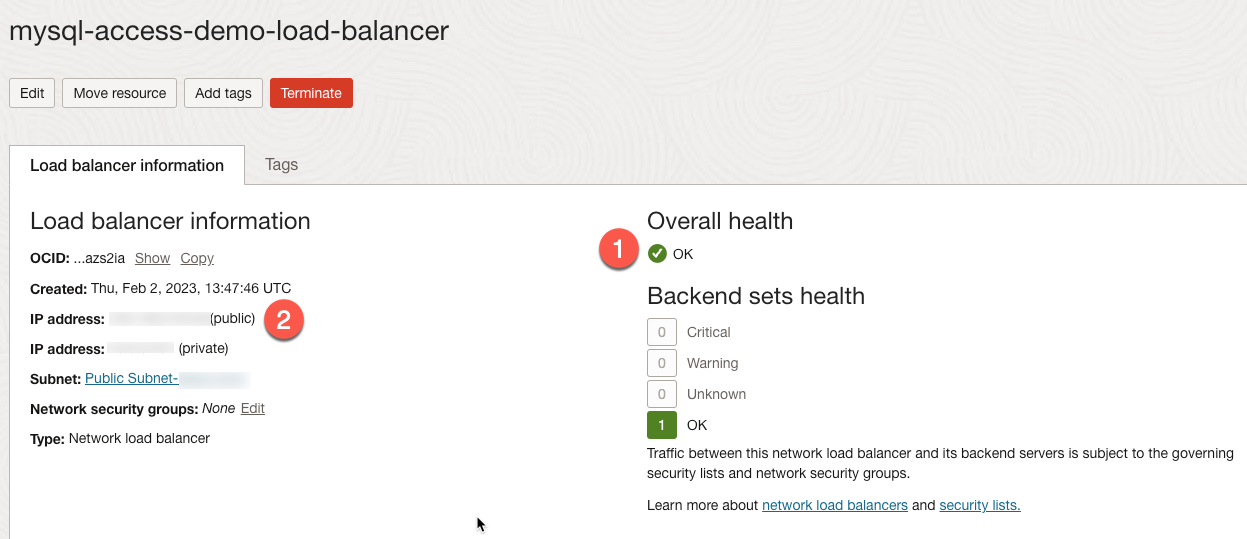 mysql-access-demo-load-balancer
Edit Move resource Add tags Terminate
Load balancer information Tags
Load balancer information
OCID: ...azs2ia Show Copy
Created: Thu, Feb 2, 2023, 13:47:46 UTC
IP address: (public) 2
IP address: (private)
Subnet: Public Subnet-
Network security groups: None Edit
Type: Network load balancer
Overall health
1 OK
Backend sets health
0 Critical
0 Warning
0 Unknown
1 OK
Traffic between this network load balancer and its backend servers is subject to the governing
security lists and network security groups.
Learn more about network load balancers and security lists.